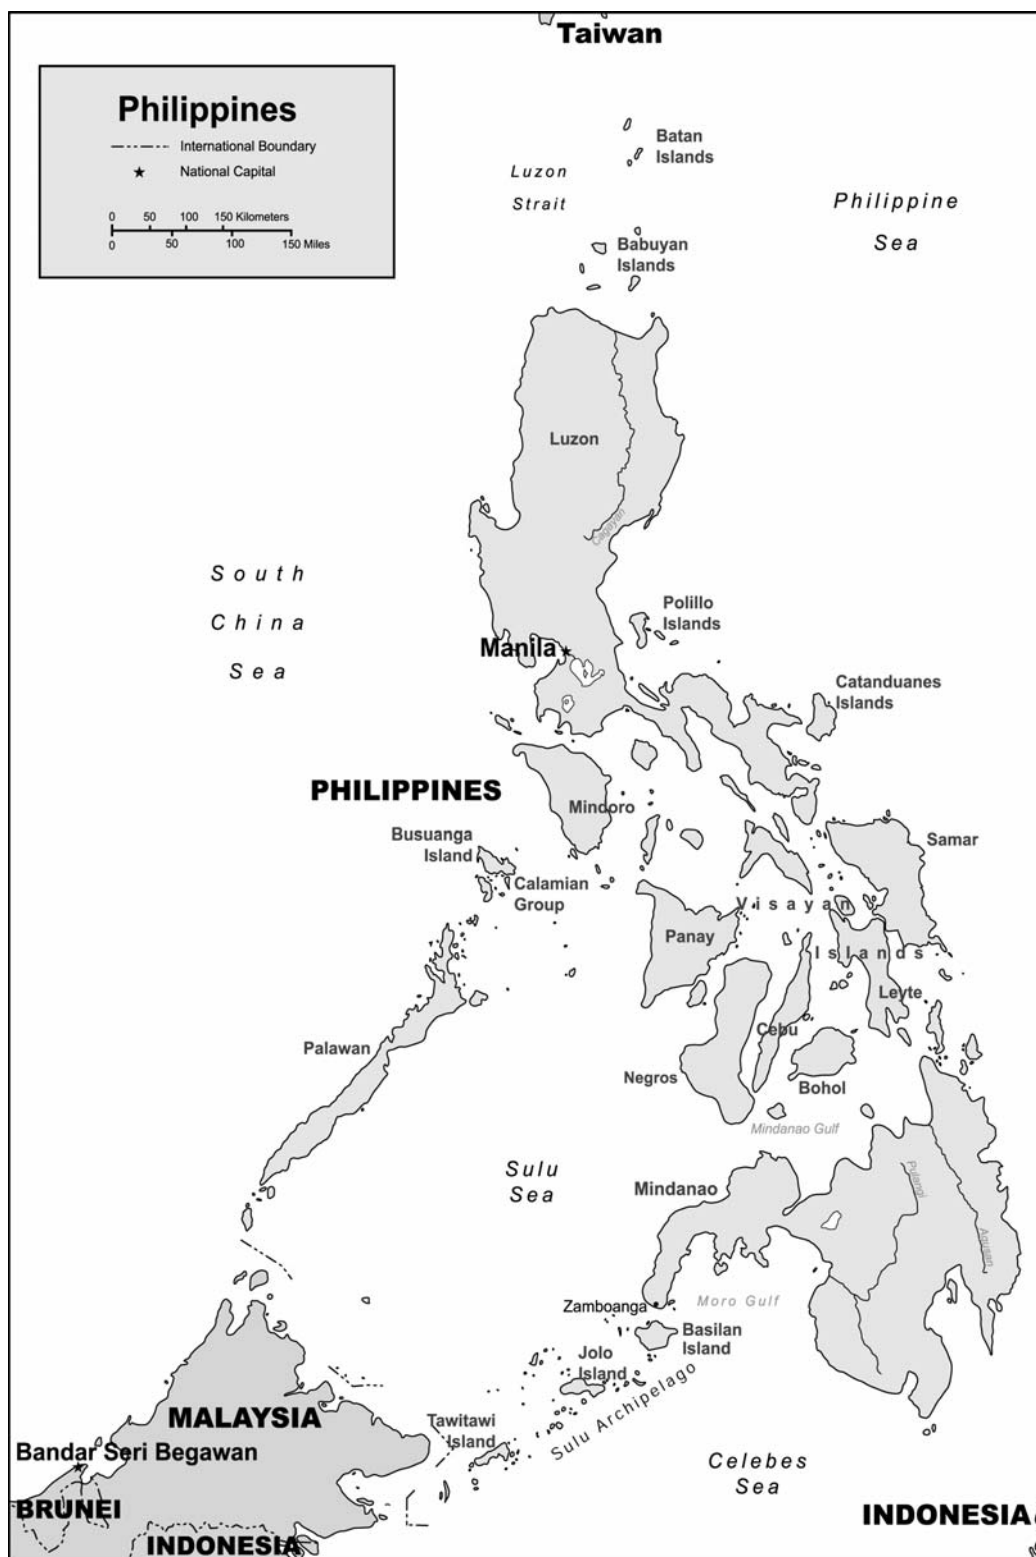 Taiwan
Philippines
International Boundary
National Capital
0 50 100 150 Kilometers
0 50 100 150 Miles
Batan
Islands
Luzon
Strait
Philippine
Sea
Babuyan
Islands
Luzon
Cagayan
South
China
Sea
Polillo
Islands
Manila
Catanduanes
Islands
PHILIPPINES
Mindoro
Busuanga
Island
Samar
Calamian
Group
Visayan
Islands
Panay
Leyte
Palawan
Cebu
Negros
Bohol
Mindanao Gulf
Sulu
Sea
Mindanao
Pulangi
Agusan
Zamboanga
Moro Gulf
Basilan
Island
Jolo
Island
Sulu Archipelago
MALAYSIA
Tawitawi
Island
Bandar Seri Begawan
Celebes
Sea
BRUNEI
INDONESIA
INDONESIA